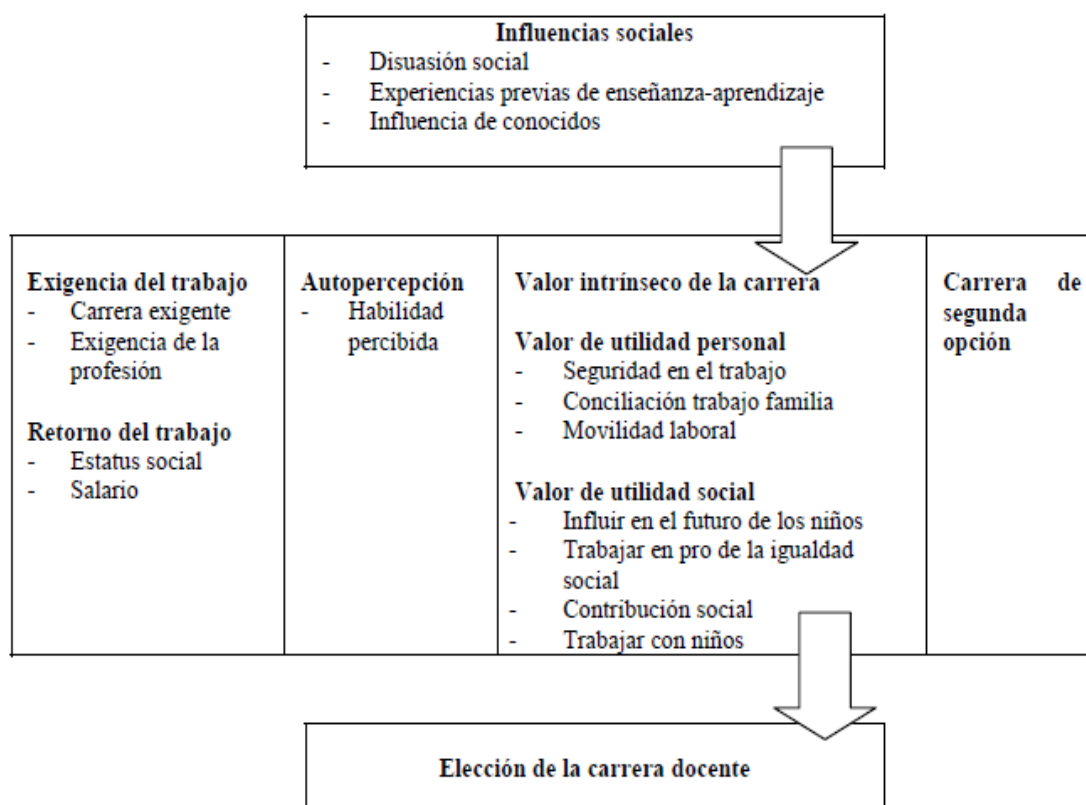 Influencias sociales
- Disuasión social
- Experiencias previas de enseñanza-aprendizaje
- Influencia de conocidos
Exigencia del trabajo
- Carrera exigente
- Exigencia de la
profesión
Retorno del trabajo
- Estatus social
- Salario
Autopercepción
- Habilidad
percibida
Valor intrínseco de la carrera
Valor de utilidad personal
- Seguridad en el trabajo
- Conciliación trabajo familia
- Movilidad laboral
Valor de utilidad social
- Influir en el futuro de los niños
- Trabajar en pro de la igualdad
social
- Contribución social
- Trabajar con niños
Carrera de
segunda
opción
Elección de la carrera docente